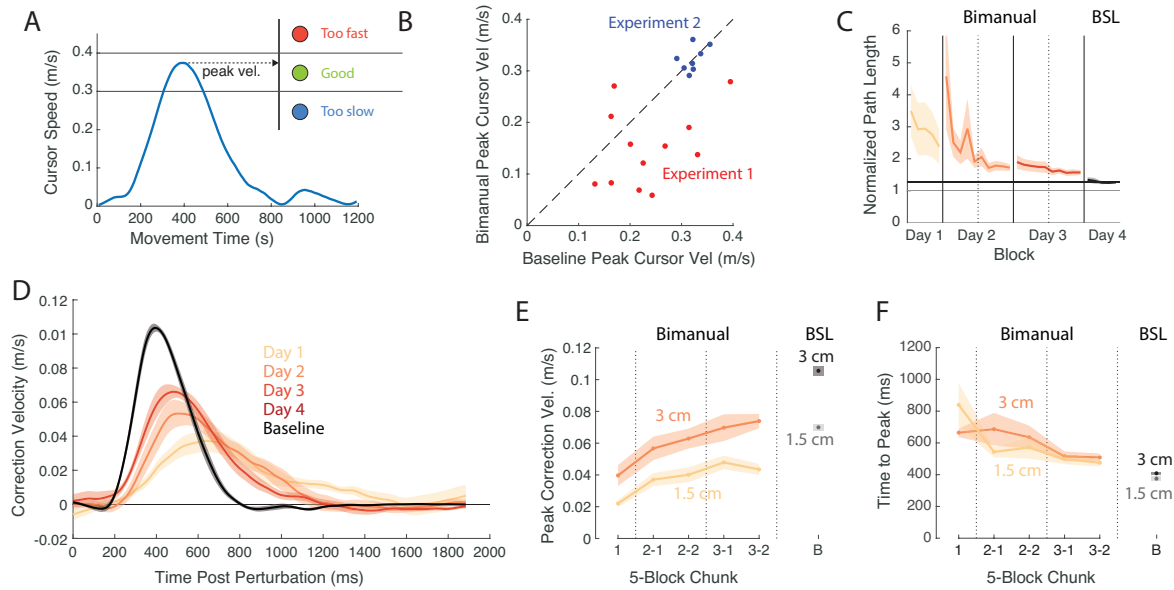 A
Cursor Speed (m/s)
0.4
0.3
0.2
0.1
0
0 200 400 600 800 1000 1200
Movement Time (s)
peak vel.
Too fast
Good
Too slow
B
Bimanual Peak Cursor Vel (m/s)
0.4
0.3
0.2
0.1
0
0 0.1 0.2 0.3 0.4
Baseline Peak Cursor Vel (m/s)
Experiment 2
Experiment 1
C
Bimanual BSL
Normalized Path Length
6
5
4
3
2
1
0
Day 1 Day 2 Day 3 Day 4
Block
D
Correction Velocity (m/s)
0.12
0.1
0.08
0.06
0.04
0.02
0
-0.02
0 200 400 600 800 1000 1200 1400 1600 1800 2000
Time Post Perturbation (ms)
Day 1
Day 2
Day 3
Day 4
Baseline
E
Bimanual BSL
Peak Correction Vel. (m/s)
0.12
0.1
0.08
0.06
0.04
0.02
0
3 cm
1.5 cm
3 cm
1.5 cm
1 2-1 2-2 3-1 3-2 B
5-Block Chunk
F
Bimanual BSL
Time to Peak (ms)
1200
1000
800
600
400
200
0
3 cm
1.5 cm
3 cm
1.5 cm
1 2-1 2-2 3-1 3-2 B
5-Block Chunk